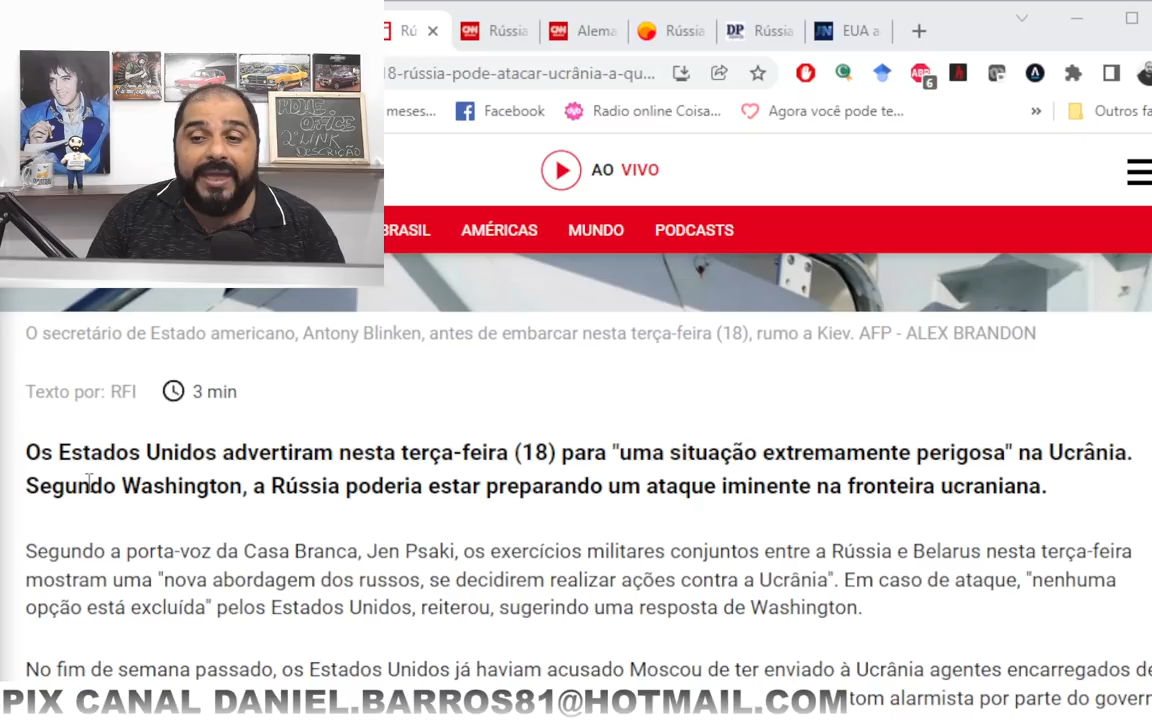 Rú
Rússia
Alema
Rússia
DP
Rússia
EUA a
18-rússia-pode-atacar-ucrânia-a-qu...
6
meses...
Facebook
Radio online Coisa...
Agora você pode te...
»
Outros fa
HOME
OFFICE
2º LINK
DESCRIÇÃO
AO VIVO
BRASIL
AMÉRICAS
MUNDO
PODCASTS
O secretário de Estado americano, Antony Blinken, antes de embarcar nesta terça-feira (18), rumo a Kiev. AFP - ALEX BRANDON
Texto por: RFI
3 min
Os Estados Unidos advertiram nesta terça-feira (18) para "uma situação extremamente perigosa" na Ucrânia.
Segundo Washington, a Rússia poderia estar preparando um ataque iminente na fronteira ucraniana.
Segundo a porta-voz da Casa Branca, Jen Psaki, os exercícios militares conjuntos entre a Rússia e Belarus nesta terça-feira
mostram uma "nova abordagem dos russos, se decidirem realizar ações contra a Ucrânia". Em caso de ataque, "nenhuma
opção está excluída" pelos Estados Unidos, reiterou, sugerindo uma resposta de Washington.
No fim de semana passado, os Estados Unidos já haviam acusado Moscou de ter enviado à Ucrânia agentes encarregados de
PIX CANAL DANIEL.BARROS81@HOTMAIL.COM
tom alarmista por parte do govern